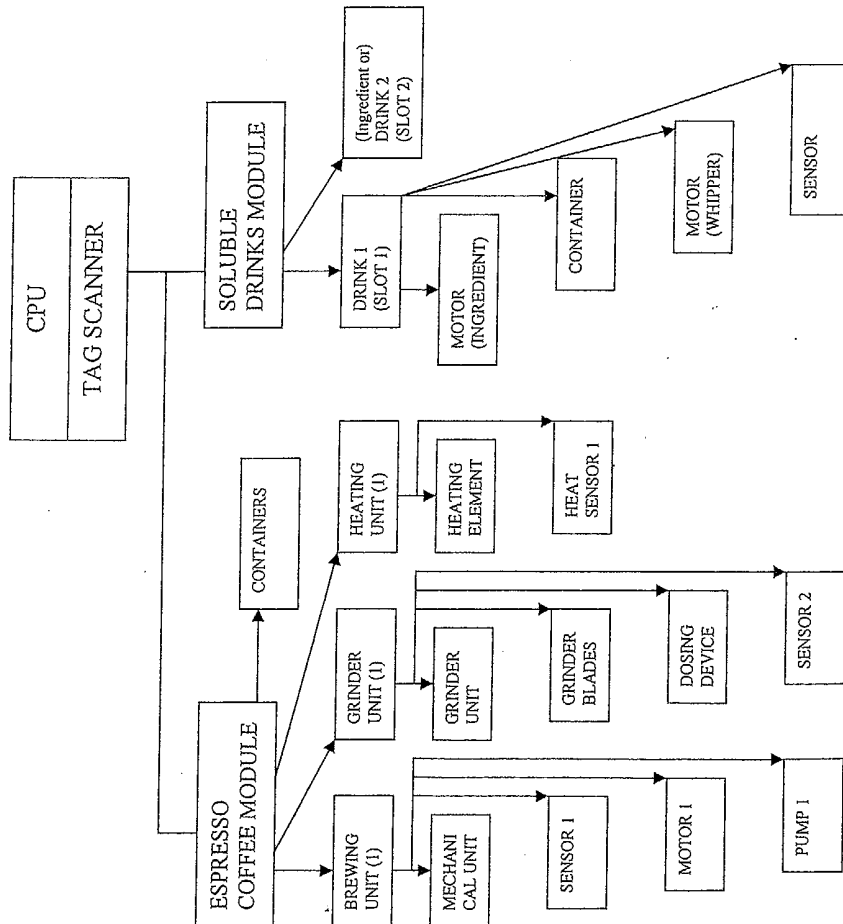 CPU
TAG SCANNER
ESPRESSO
COFFEE MODULE
CONTAINERS
SOLUBLE
DRINKS MODULE
BREWING
UNIT (1)
GRINDER
UNIT (1)
HEATING
UNIT (1)
DRINK 1
(SLOT 1)
(Ingredient or)
DRINK 2
(SLOT 2)
MECHANI
CAL UNIT
GRINDER
UNIT
HEATING
ELEMENT
MOTOR
(INGREDIENT)
SENSOR 1
GRINDER
BLADES
HEAT
SENSOR 1
CONTAINER
MOTOR 1
DOSING
DEVICE
MOTOR
(WHIPPER)
PUMP 1
SENSOR 2
SENSOR